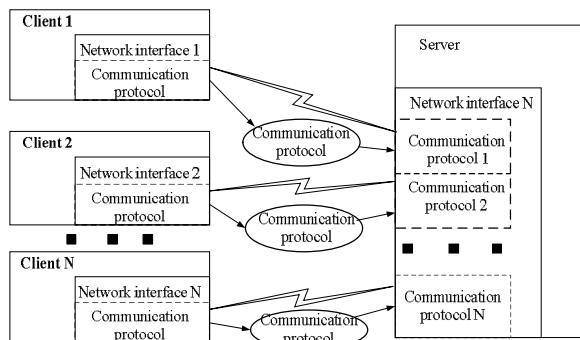 Client 1
Network interface 1
Communication
protocol
Server
Network interface N
Communication
protocol
Communication
protocol 1
Client 2
Network interface 2
Communication
protocol
Communication
protocol
Communication
protocol 2
Client N
Network interface N
Communication
protocol
Communication
protocol
Communication
protocol N